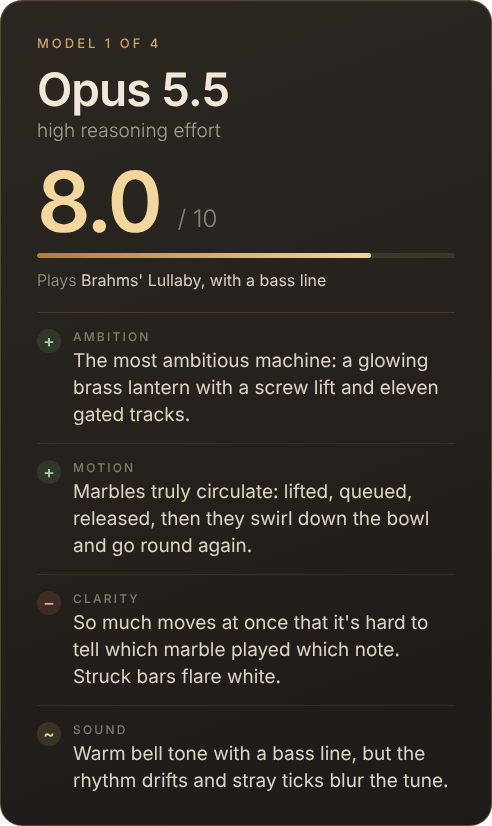 MODEL 1 OF 4
Opus 5.5
high reasoning effort
8.0 / 10
Plays Brahms' Lullaby, with a bass line
+
AMBITION
The most ambitious machine: a glowing
brass lantern with a screw lift and eleven
gated tracks.
+
MOTION
Marbles truly circulate: lifted, queued,
released, then they swirl down the bowl
and go round again.
−
CLARITY
So much moves at once that it's hard to
tell which marble played which note.
Struck bars flare white.
~
SOUND
Warm bell tone with a bass line, but the
rhythm drifts and stray ticks blur the tune.